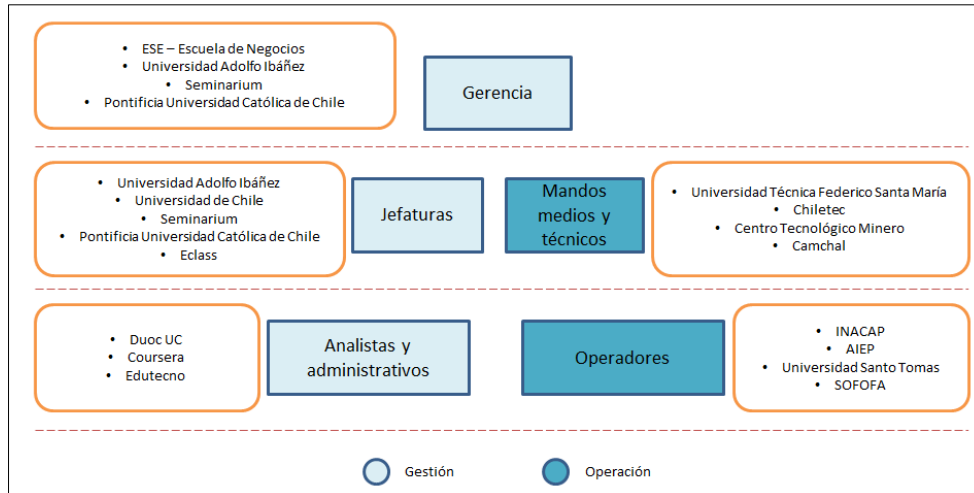 • ESE – Escuela de Negocios
• Universidad Adolfo Ibáñez
• Seminarium
• Pontificia Universidad Católica de Chile
Gerencia
• Universidad Adolfo Ibáñez
• Universidad de Chile
• Seminarium
• Pontificia Universidad Católica de Chile
• Eclass
Jefaturas
Mandos
medios y
técnicos
• Universidad Técnica Federico Santa María
• Chiletec
• Centro Tecnológico Minero
• Camchal
• Duoc UC
• Coursera
• Edutecno
Analistas y
administrativos
Operadores
• INACAP
• AIEP
• Universidad Santo Tomas
• SOFOFA
Gestión
Operación